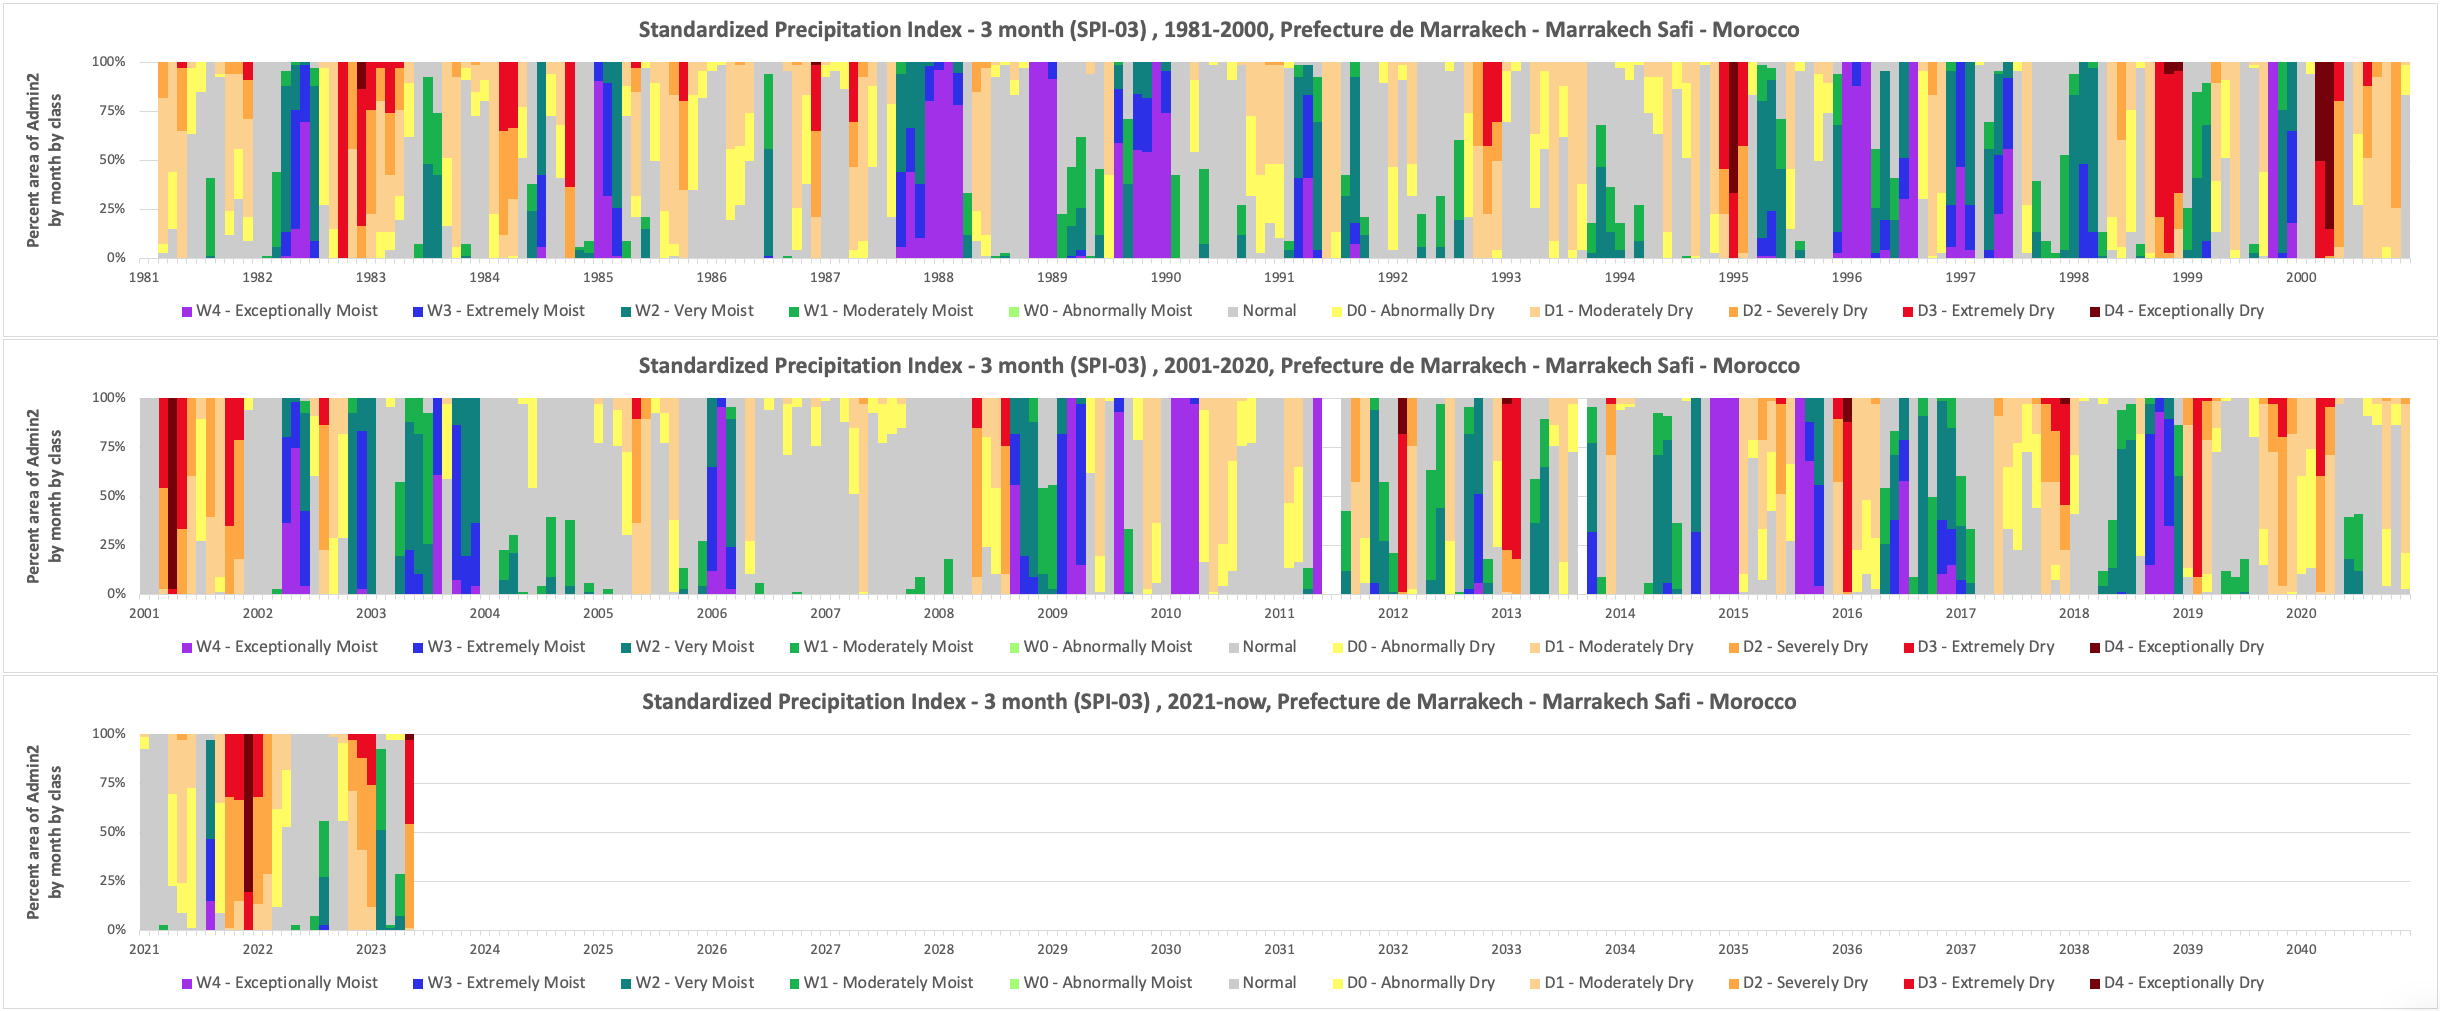 Standardized Precipitation Index - 3 month (SPI-03) , 1981-2000, Prefecture de Marrakech - Marrakech Safi - Morocco
Percent area of Admin2
by month by class
100%
75%
50%
25%
0%
1981 1982 1983 1984 1985 1986 1987 1988 1989 1990 1991 1992 1993 1994 1995 1996 1997 1998 1999 2000
W4 - Exceptionally Moist W3 - Extremely Moist W2 - Very Moist W1 - Moderately Moist W0 - Abnormally Moist Normal D0 - Abnormally Dry D1 - Moderately Dry D2 - Severely Dry D3 - Extremely Dry D4 - Exceptionally Dry
Standardized Precipitation Index - 3 month (SPI-03) , 2001-2020, Prefecture de Marrakech - Marrakech Safi - Morocco
Percent area of Admin2
by month by class
100%
75%
50%
25%
0%
2001 2002 2003 2004 2005 2006 2007 2008 2009 2010 2011 2012 2013 2014 2015 2016 2017 2018 2019 2020
W4 - Exceptionally Moist W3 - Extremely Moist W2 - Very Moist W1 - Moderately Moist W0 - Abnormally Moist Normal D0 - Abnormally Dry D1 - Moderately Dry D2 - Severely Dry D3 - Extremely Dry D4 - Exceptionally Dry
Standardized Precipitation Index - 3 month (SPI-03) , 2021-now, Prefecture de Marrakech - Marrakech Safi - Morocco
Percent area of Admin2
by month by class
100%
75%
50%
25%
0%
2021 2022 2023 2024 2025 2026 2027 2028 2029 2030 2031 2032 2033 2034 2035 2036 2037 2038 2039 2040
W4 - Exceptionally Moist W3 - Extremely Moist W2 - Very Moist W1 - Moderately Moist W0 - Abnormally Moist Normal D0 - Abnormally Dry D1 - Moderately Dry D2 - Severely Dry D3 - Extremely Dry D4 - Exceptionally Dry